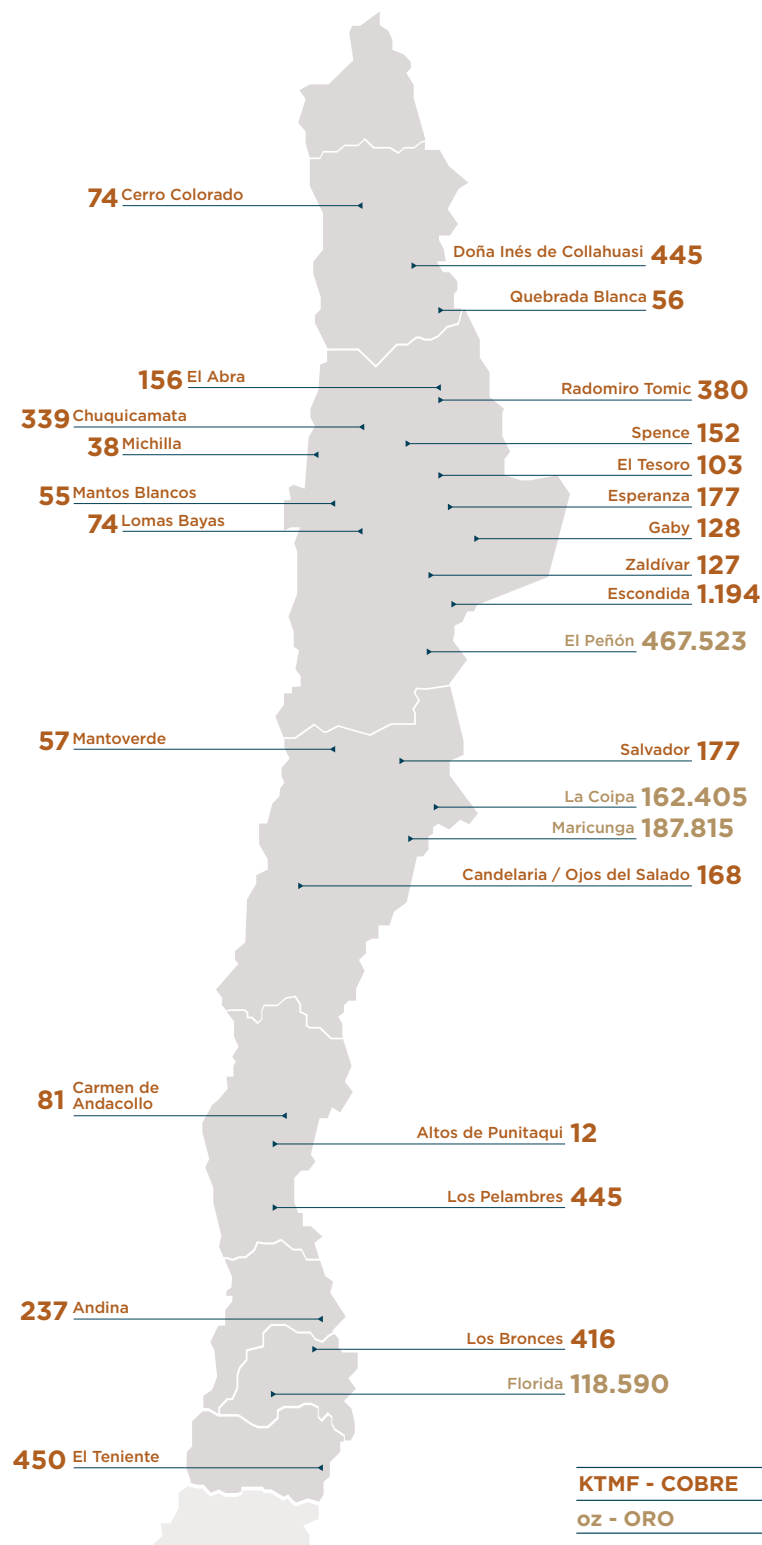 74 Cerro Colorado
Doña Inés de Collahuasi 445
Quebrada Blanca 56
156 El Abra
Radomiro Tomic 380
339 Chuquicamata
Spence 152
38 Michilla
El Tesoro 103
55 Mantos Blancos
Esperanza 177
74 Lomas Bayas
Gaby 128
Zaldívar 127
Escondida 1.194
El Peñón 467.523
57 Mantoverde
Salvador 177
La Coipa 162.405
Maricunga 187.815
Candelaria / Ojos del Salado 168
81 Carmen de
Andacollo
Altos de Punitaqui 12
Los Pelambres 445
237 Andina
Los Bronces 416
Florida 118.590
450 El Teniente
KTMF - COBRE
oz - ORO